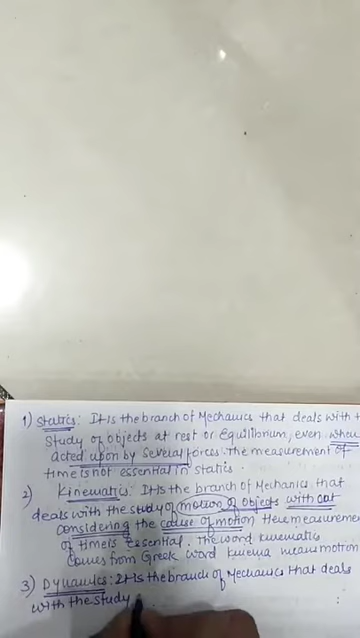 1) Statics: It is the branch of Mechanics that deals with t
study of objects at rest or Equilibrium, even when
acted upon by several forces. The measurement of
time is not essential in statics.
2) Kinematics: It is the branch of Mechanics that
deals with the study of motion of objects with out
considering the cause of motion Here measurement
of time is Essential. The word kinematics
comes from Greek word kinema means motion
3) Dynamics: It is the branch of Mechanics that deals
with the study